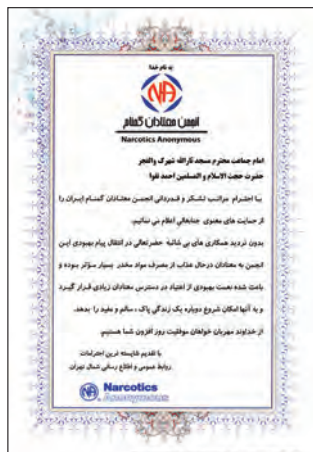 به نام خدا
NA
انجمن معتادان گمنام
Narcotics Anonymous
امام جماعت محترم مسجد ثارالله شهرک والفجر
حضرت حجت الاسلام و المسلمین احمد تقوا
با احترام مراتب تشکر و قدردانی انجمن معتادان گمنام ایران را
از حمایت های معنوی جنابعالی اعلام می نمائیم.
بدون تردید همکاری های بی شائبه حضرتعالی در انتقال پیام بهبودی این
انجمن به معتادان درحال عذاب از مصرف مواد مخدر بسیار مؤثر بوده و
باعث شده نعمت بهبودی از اعتیاد در دسترس معتادان زیادی قرار گیرد
و به آنها امکان شروع دوباره یک زندگی پاک ، سالم و مفید را بدهد.
از خداوند مهربان خواهان موفقیت روز افزون شما هستیم.
با تقدیم شایسته ترین احترامات
روابط عمومی و اطلاع رسانی شمال تهران
NA Narcotics
Anonymous